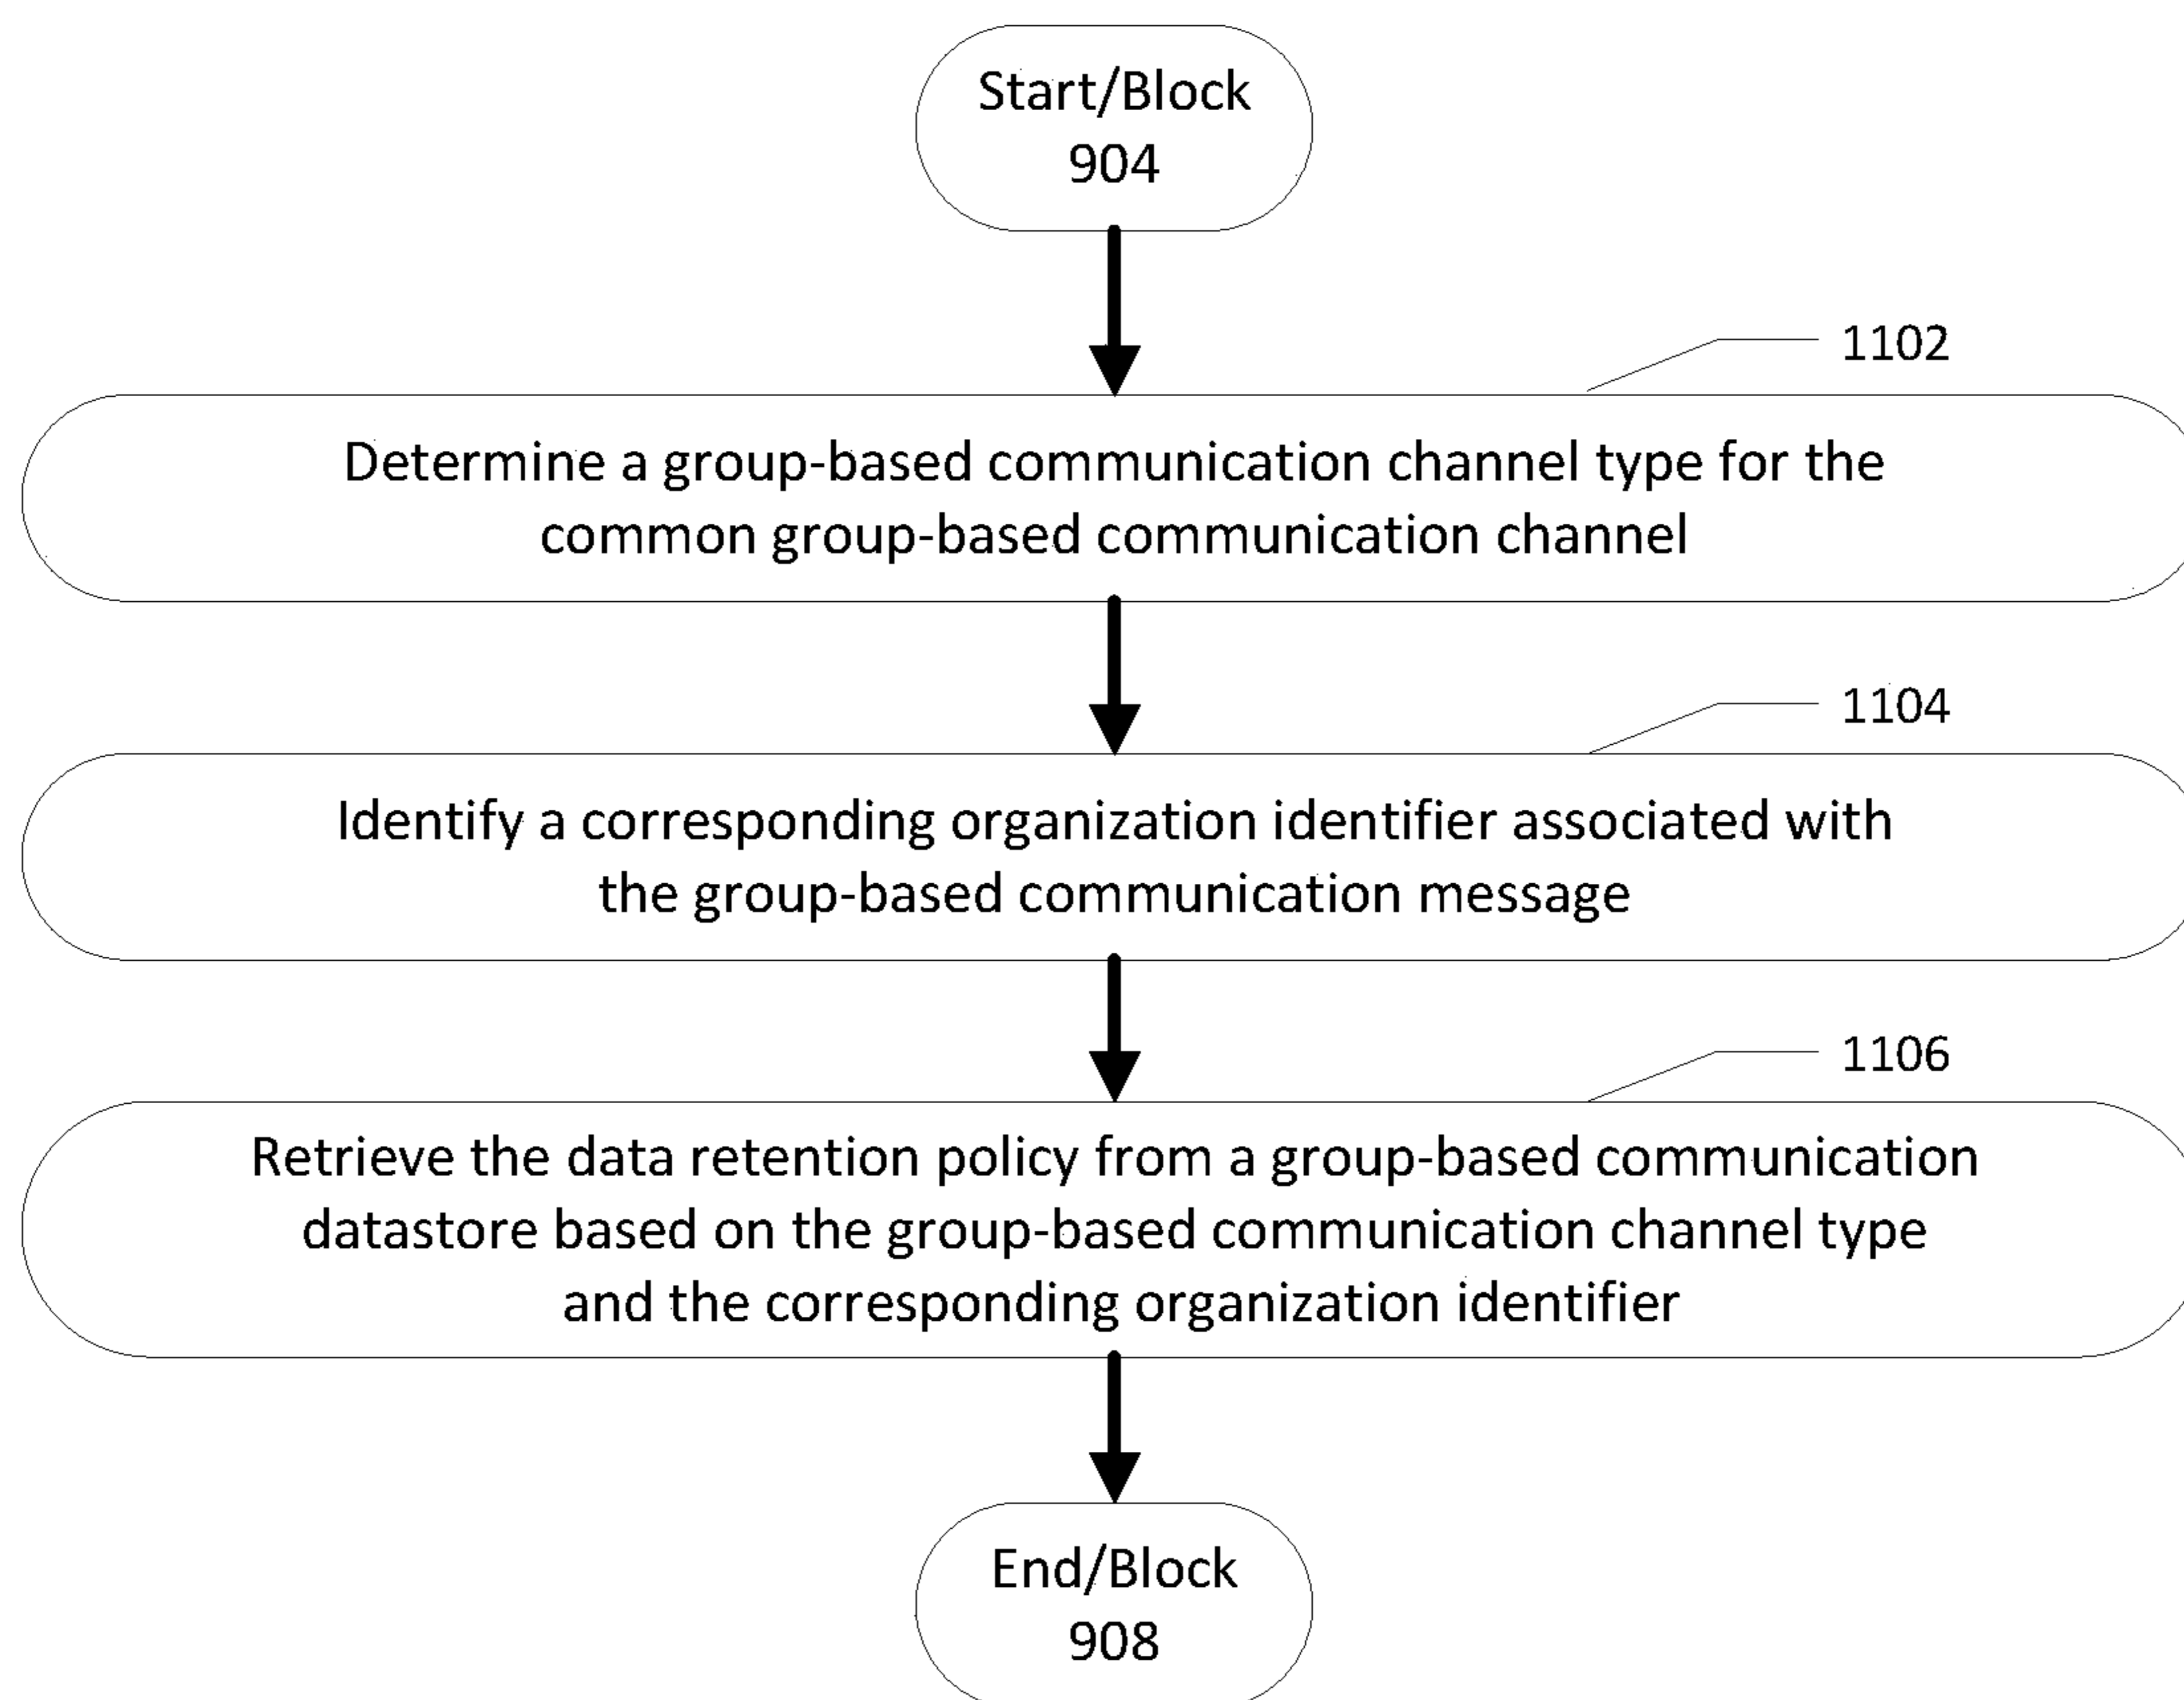 Start/Block
904
1102
Determine a group-based communication channel type for the
common group-based communication channel
1104
Identify a corresponding organization identifier associated with
the group-based communication message
1106
Retrieve the data retention policy from a group-based communication
datastore based on the group-based communication channel type
and the corresponding organization identifier
End/Block
908